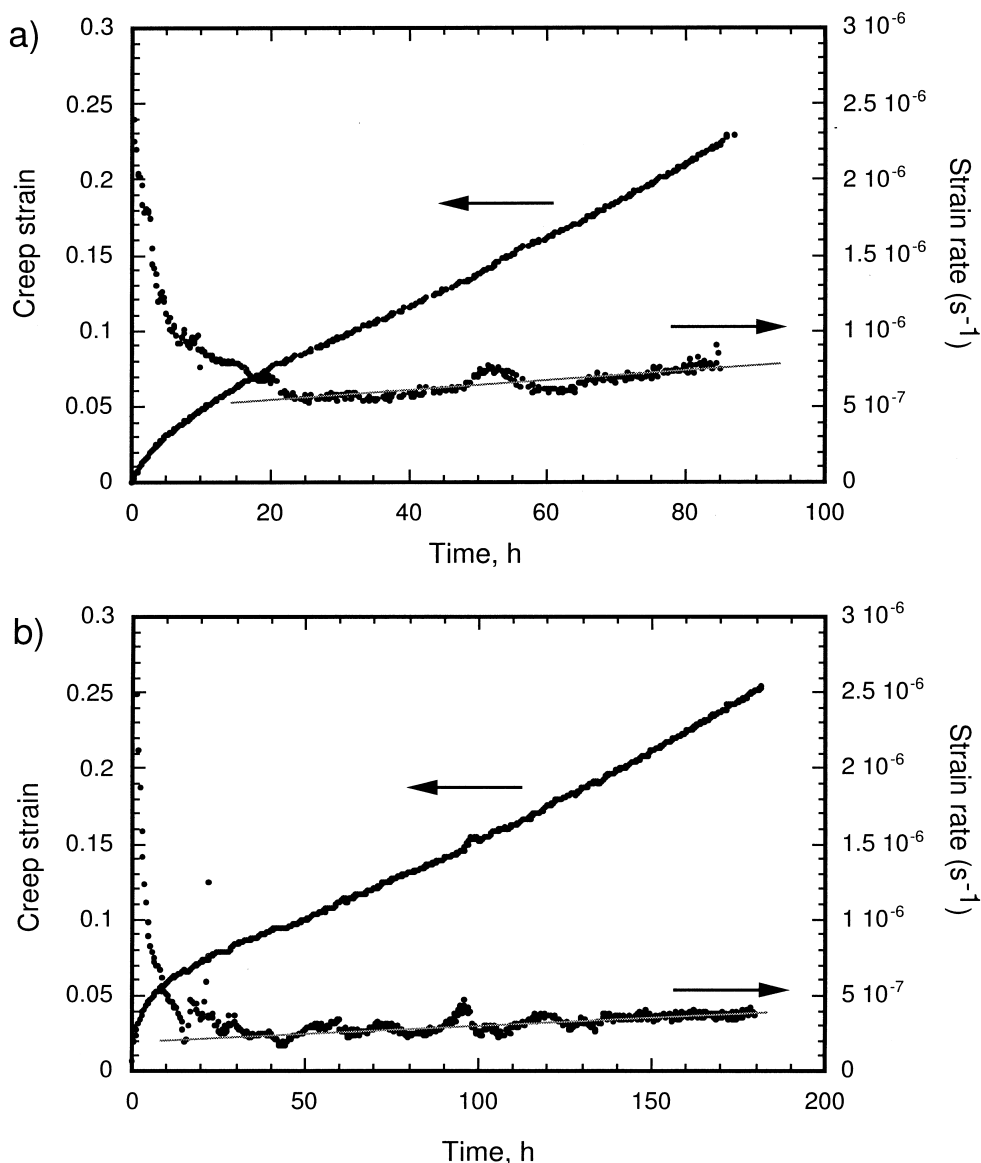 a)
0.3
0.25
0.2
0.15
0.1
0.05
0
Creep strain
3 10-6
2.5 10-6
2 10-6
1.5 10-6
1 10-6
5 10-7
0
Strain rate (s-1)
0 20 40 60 80 100
Time, h
b)
0.3
0.25
0.2
0.15
0.1
0.05
0
Creep strain
3 10-6
2.5 10-6
2 10-6
1.5 10-6
1 10-6
5 10-7
0
Strain rate (s-1)
0 50 100 150 200
Time, h